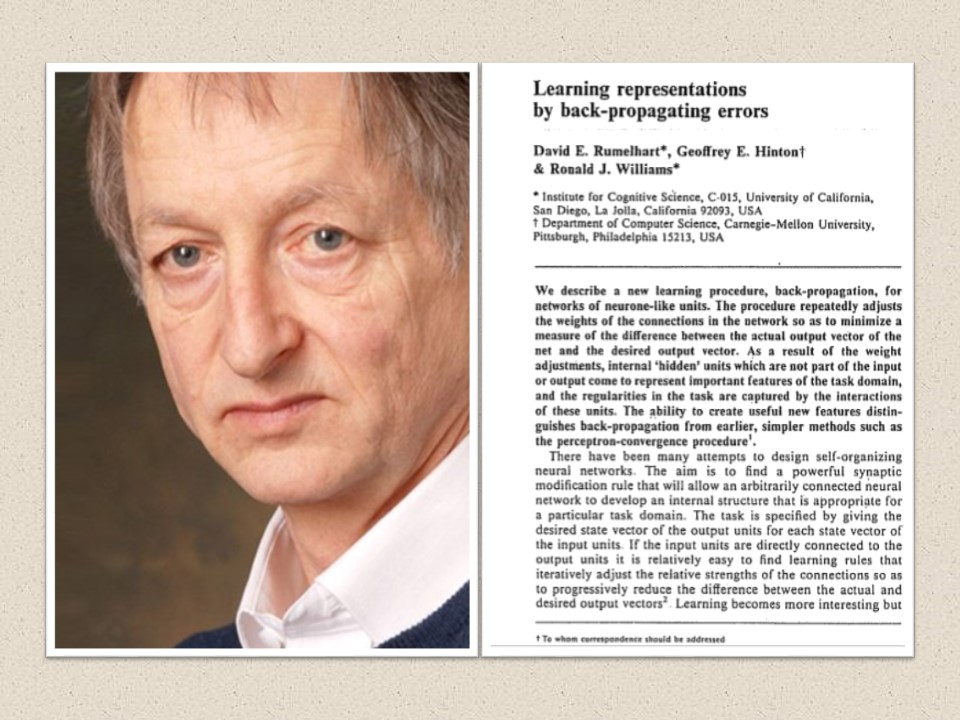 Learning representations
by back-propagating errors
David E. Rumelhart*, Geoffrey E. Hinton†
& Ronald J. Williams*
* Institute for Cognitive Science, C-015, University of California,
San Diego, La Jolla, California 92093, USA
† Department of Computer Science, Carnegie-Mellon University,
Pittsburgh, Philadelphia 15213, USA
We describe a new learning procedure, back-propagation, for
networks of neurone-like units. The procedure repeatedly adjusts
the weights of the connections in the network so as to minimize a
measure of the difference between the actual output vector of the
net and the desired output vector. As a result of the weight
adjustments, internal ‘hidden’ units which are not part of the input
or output come to represent important features of the task domain,
and the regularities in the task are captured by the interactions
of these units. The ability to create useful new features distin-
guishes back-propagation from earlier, simpler methods such as
the perceptron-convergence procedure¹.
There have been many attempts to design self-organizing
neural networks. The aim is to find a powerful synaptic
modification rule that will allow an arbitrarily connected neural
network to develop an internal structure that is appropriate for
a particular task domain. The task is specified by giving the
desired state vector of the output units for each state vector of
the input units. If the input units are directly connected to the
output units it is relatively easy to find learning rules that
iteratively adjust the relative strengths of the connections so as
to progressively reduce the difference between the actual and
desired output vectors². Learning becomes more interesting but
† To whom correspondence should be addressed